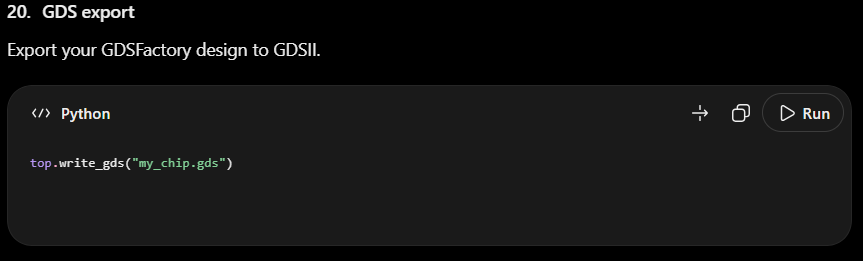 20. GDS export
Export your GDSFactory design to GDSII.
</> Python
Run
top.write_gds("my_chip.gds")